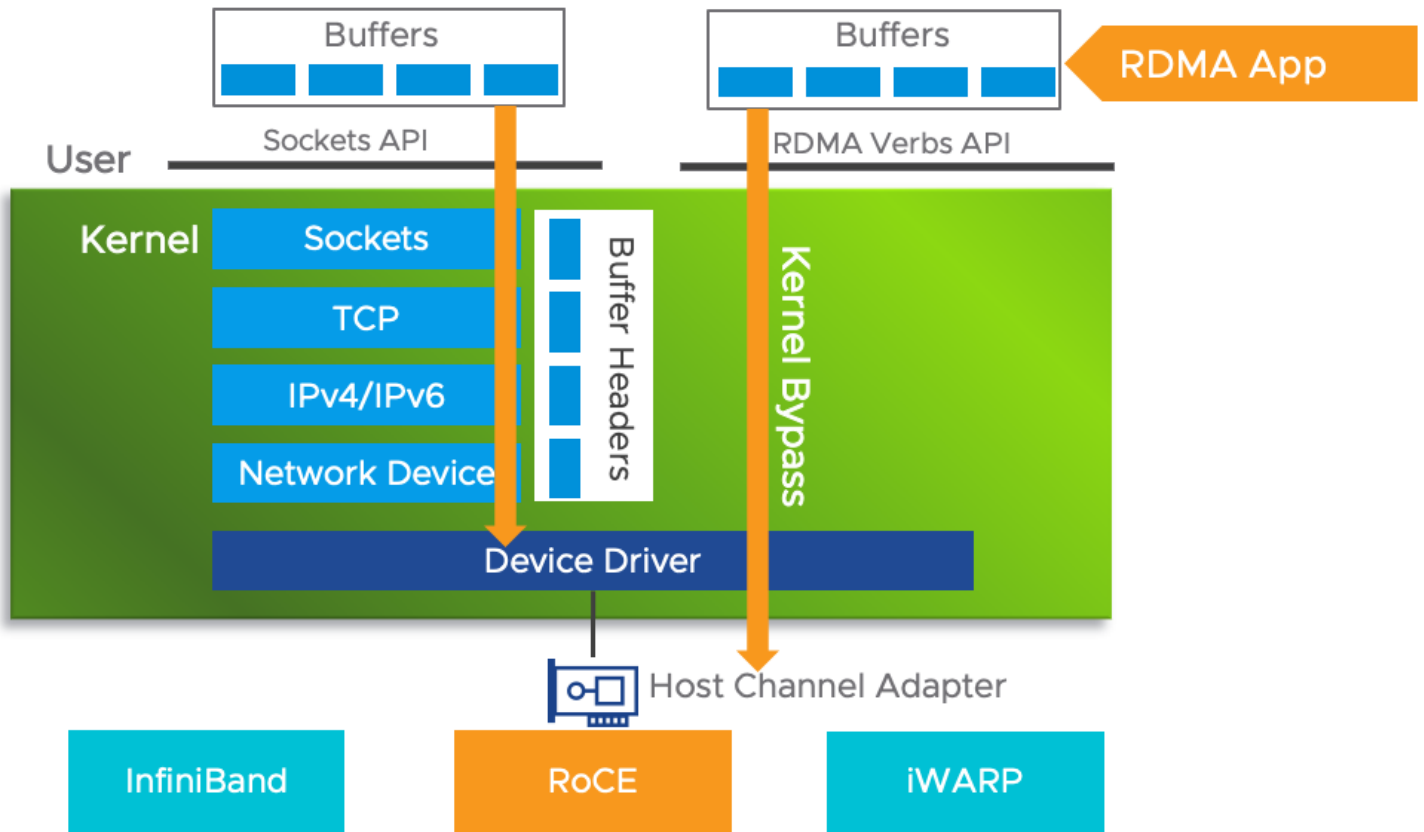 Buffers
Buffers
RDMA App
Sockets API
RDMA Verbs API
User
Kernel
Sockets
TCP
IPv4/IPv6
Network Device
Buffer Headers
Kernel Bypass
Device Driver
Host Channel Adapter
InfiniBand
RoCE
iWARP